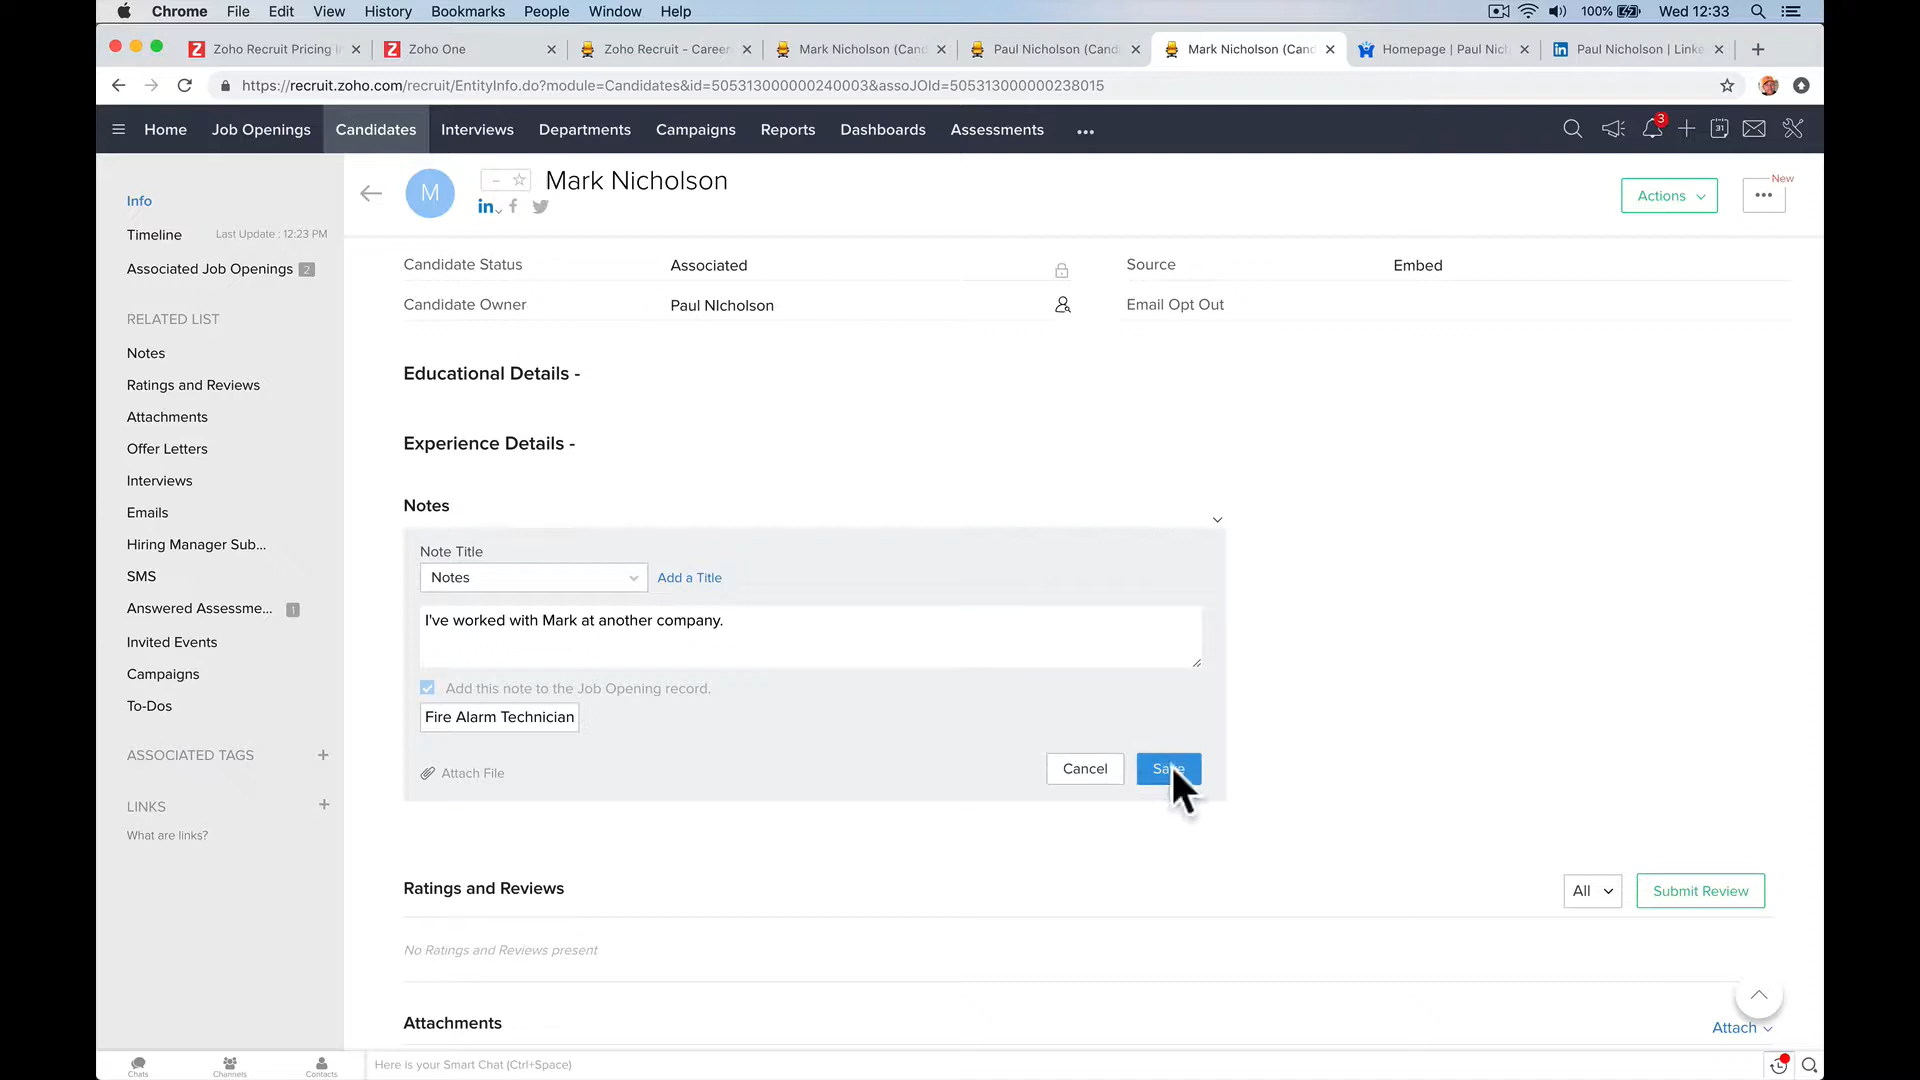 Chrome File Edit View History Bookmarks People Window Help 100% Wed 12:33
Zoho Recruit Pricing Zoho One Zoho Recruit - Career Mark Nicholson (Cand Paul Nicholson (Cand Mark Nicholson (Cand Homepage | Paul Nich Paul Nicholson | Linke
https://recruit.zoho.com/recruit/EntityInfo.do?module=Candidates&id=505313000000240003&assoJOId=505313000000238015
Home Job Openings Candidates Interviews Departments Campaigns Reports Dashboards Assessments 3 31
M Mark Nicholson
in
Actions
New
Info
Timeline Last Update : 12:23 PM
Associated Job Openings 2
RELATED LIST
Notes
Ratings and Reviews
Attachments
Offer Letters
Interviews
Emails
Hiring Manager Sub...
SMS
Answered Assessme... 1
Invited Events
Campaigns
To-Dos
ASSOCIATED TAGS +
LINKS +
What are links?
Candidate Status Associated Source Embed
Candidate Owner Paul NIcholson Email Opt Out
Educational Details -
Experience Details -
Notes
Note Title
Notes Add a Title
I've worked with Mark at another company.
Add this note to the Job Opening record.
Fire Alarm Technician
Attach File Cancel Save
Ratings and Reviews All Submit Review
No Ratings and Reviews present
Attachments
Attach
Chats Channels Contacts Here is your Smart Chat (Ctrl+Space)